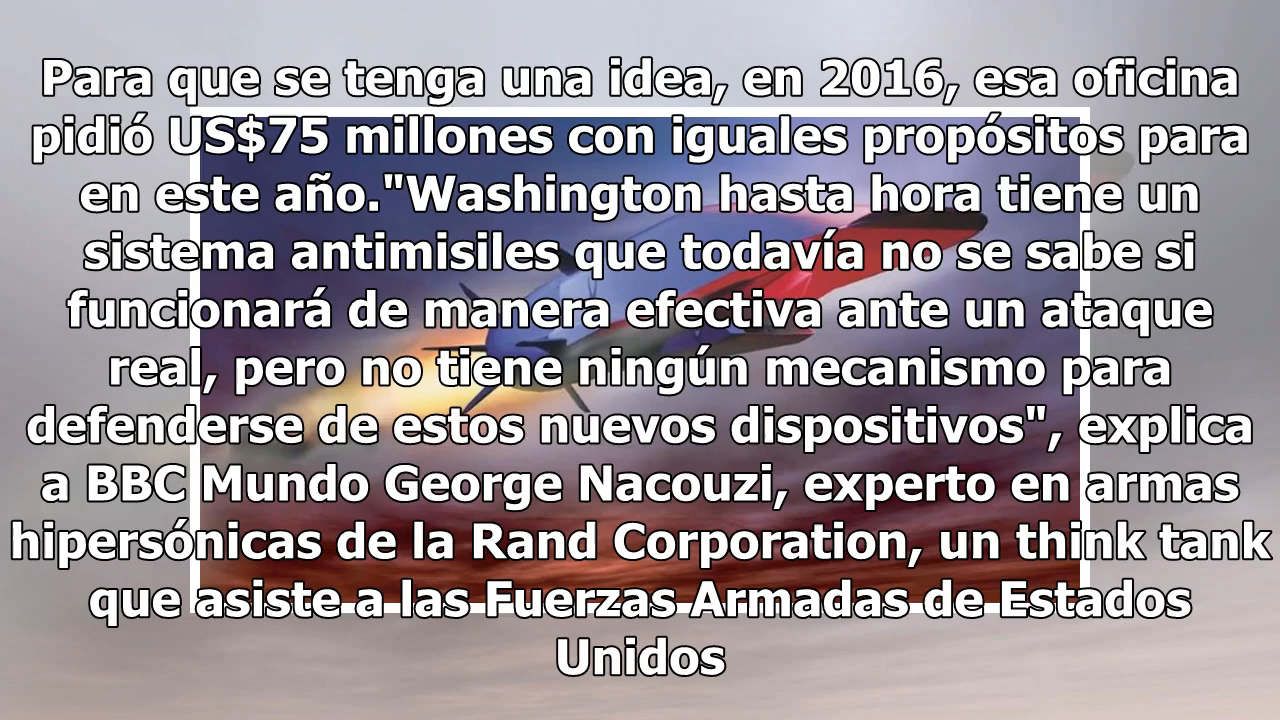 Para que se tenga una idea, en 2016, esa oficina
pidió US$75 millones con iguales propósitos para
en este año."Washington hasta hora tiene un
sistema antimisiles que todavía no se sabe si
funcionará de manera efectiva ante un ataque
real, pero no tiene ningún mecanismo para
defenderse de estos nuevos dispositivos", explica
a BBC Mundo George Nacouzi, experto en armas
hipersónicas de la Rand Corporation, un think tank
que asiste a las Fuerzas Armadas de Estados
Unidos